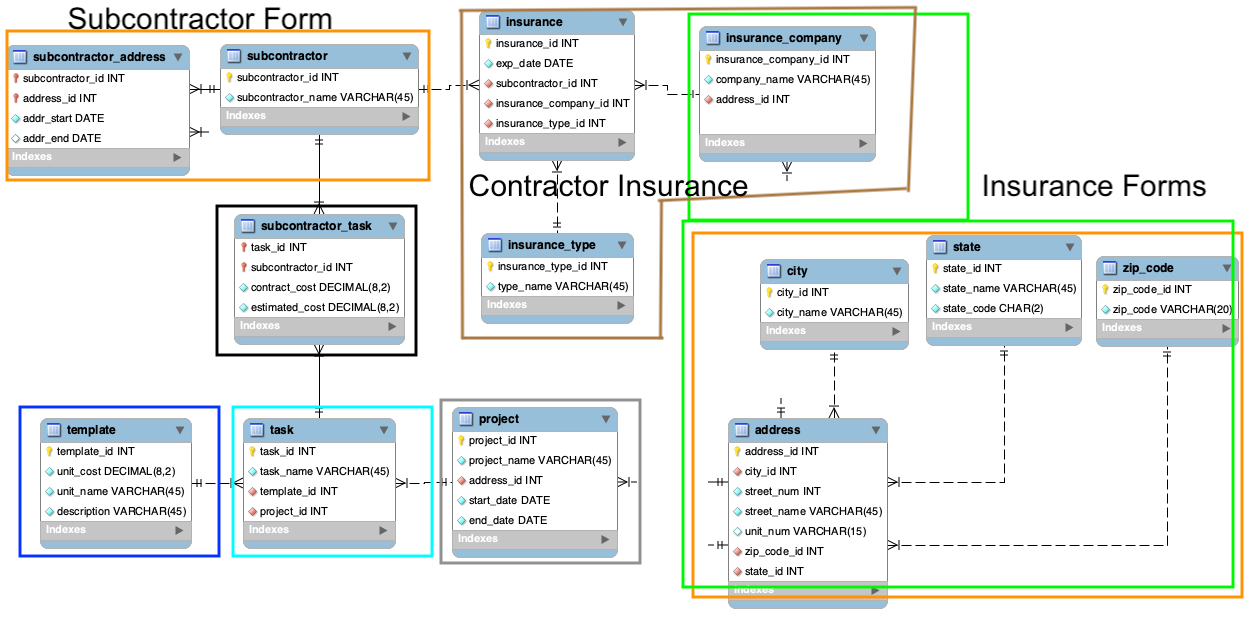 Subcontractor Form
subcontractor_address
subcontractor_id INT
address_id INT
addr_start DATE
addr_end DATE
Indexes
subcontractor
subcontractor_id INT
subcontractor_name VARCHAR(45)
Indexes
insurance
insurance_id INT
exp_date DATE
subcontractor_id INT
insurance_company_id INT
insurance_type_id INT
Indexes
insurance_company
insurance_company_id INT
company_name VARCHAR(45)
address_id INT
Indexes
Contractor Insurance
Insurance Forms
subcontractor_task
task_id INT
subcontractor_id INT
contract_cost DECIMAL(8,2)
estimated_cost DECIMAL(8,2)
Indexes
insurance_type
insurance_type_id INT
type_name VARCHAR(45)
Indexes
city
city_id INT
city_name VARCHAR(45)
Indexes
state
state_id INT
state_name VARCHAR(45)
state_code CHAR(2)
Indexes
zip_code
zip_code_id INT
zip_code VARCHAR(20)
Indexes
template
template_id INT
unit_cost DECIMAL(8,2)
unit_name VARCHAR(45)
description VARCHAR(45)
Indexes
task
task_id INT
task_name VARCHAR(45)
template_id INT
project_id INT
Indexes
project
project_id INT
project_name VARCHAR(45)
address_id INT
start_date DATE
end_date DATE
Indexes
address
address_id INT
city_id INT
street_num INT
street_name VARCHAR(45)
unit_num VARCHAR(15)
zip_code_id INT
state_id INT
Indexes